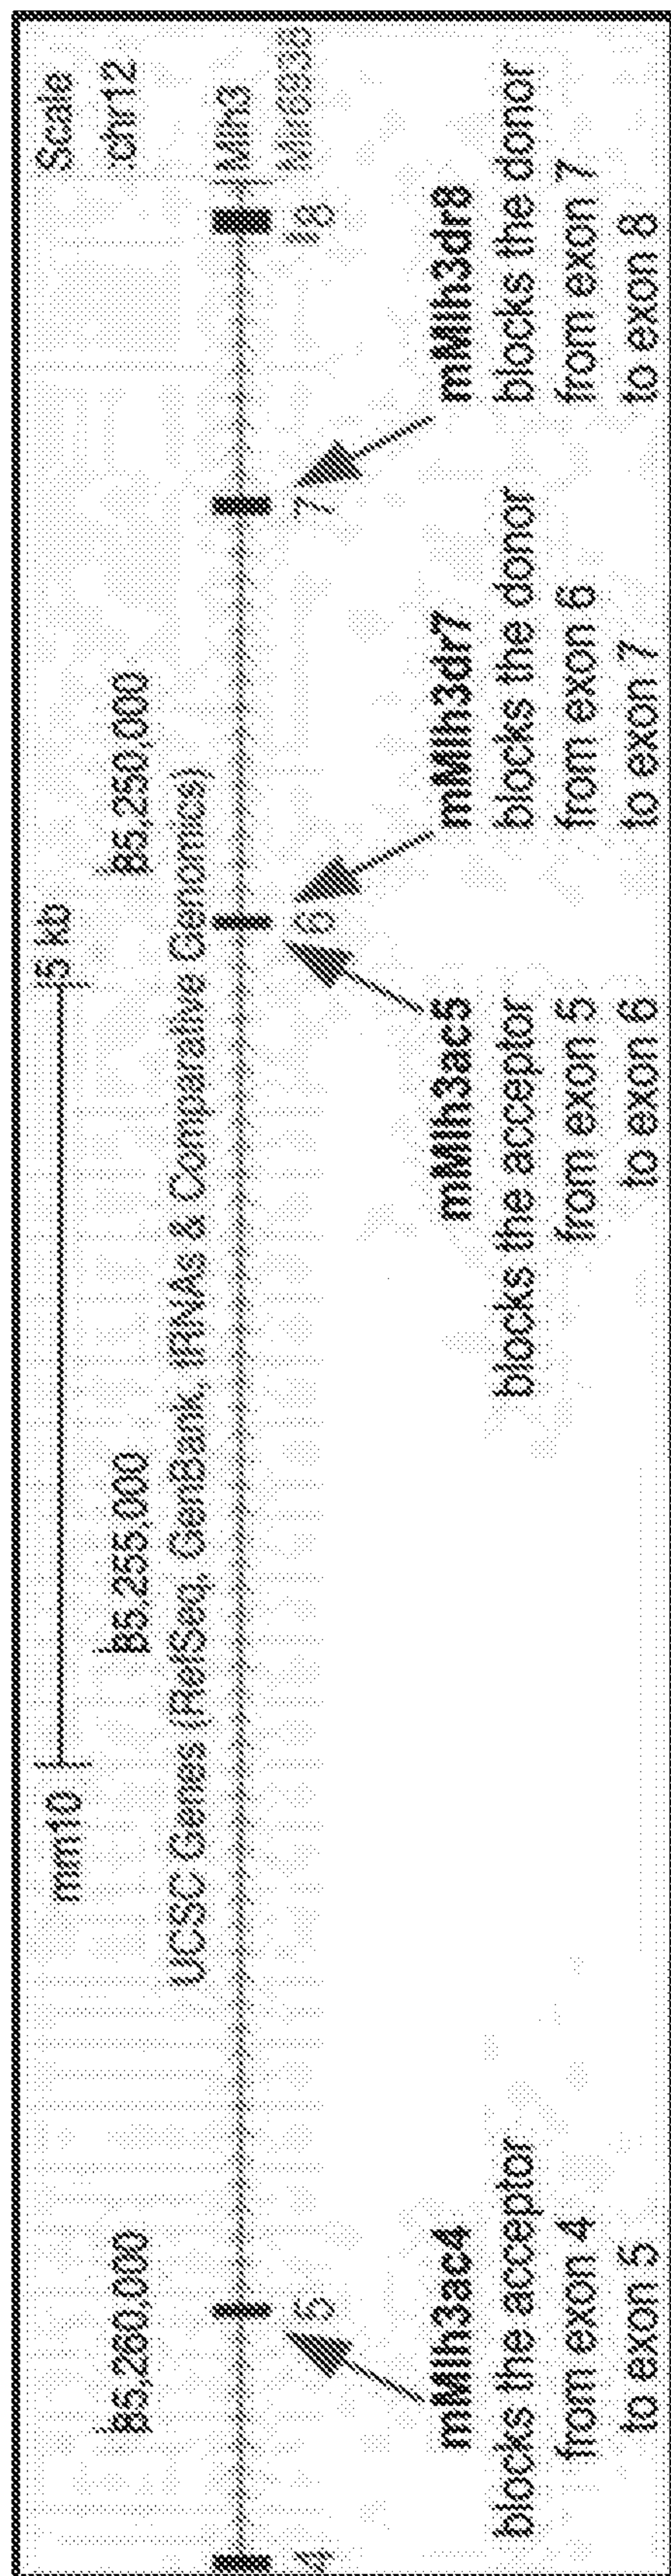 mm10 5 kb Scale
85,260,000 85,255,000 85,250,000 chr12
UCSC Genes (RefSeq, GenBank, tRNAs & Comparative Genomics)
Mlh3
4 5 6 7 8
mMlh3ac4
blocks the acceptor
from exon 4
to exon 5
mMlh3ac5
blocks the acceptor
from exon 5
to exon 6
mMlh3dr7
blocks the donor
from exon 6
to exon 7
mMlh3dr8
blocks the donor
from exon 7
to exon 8